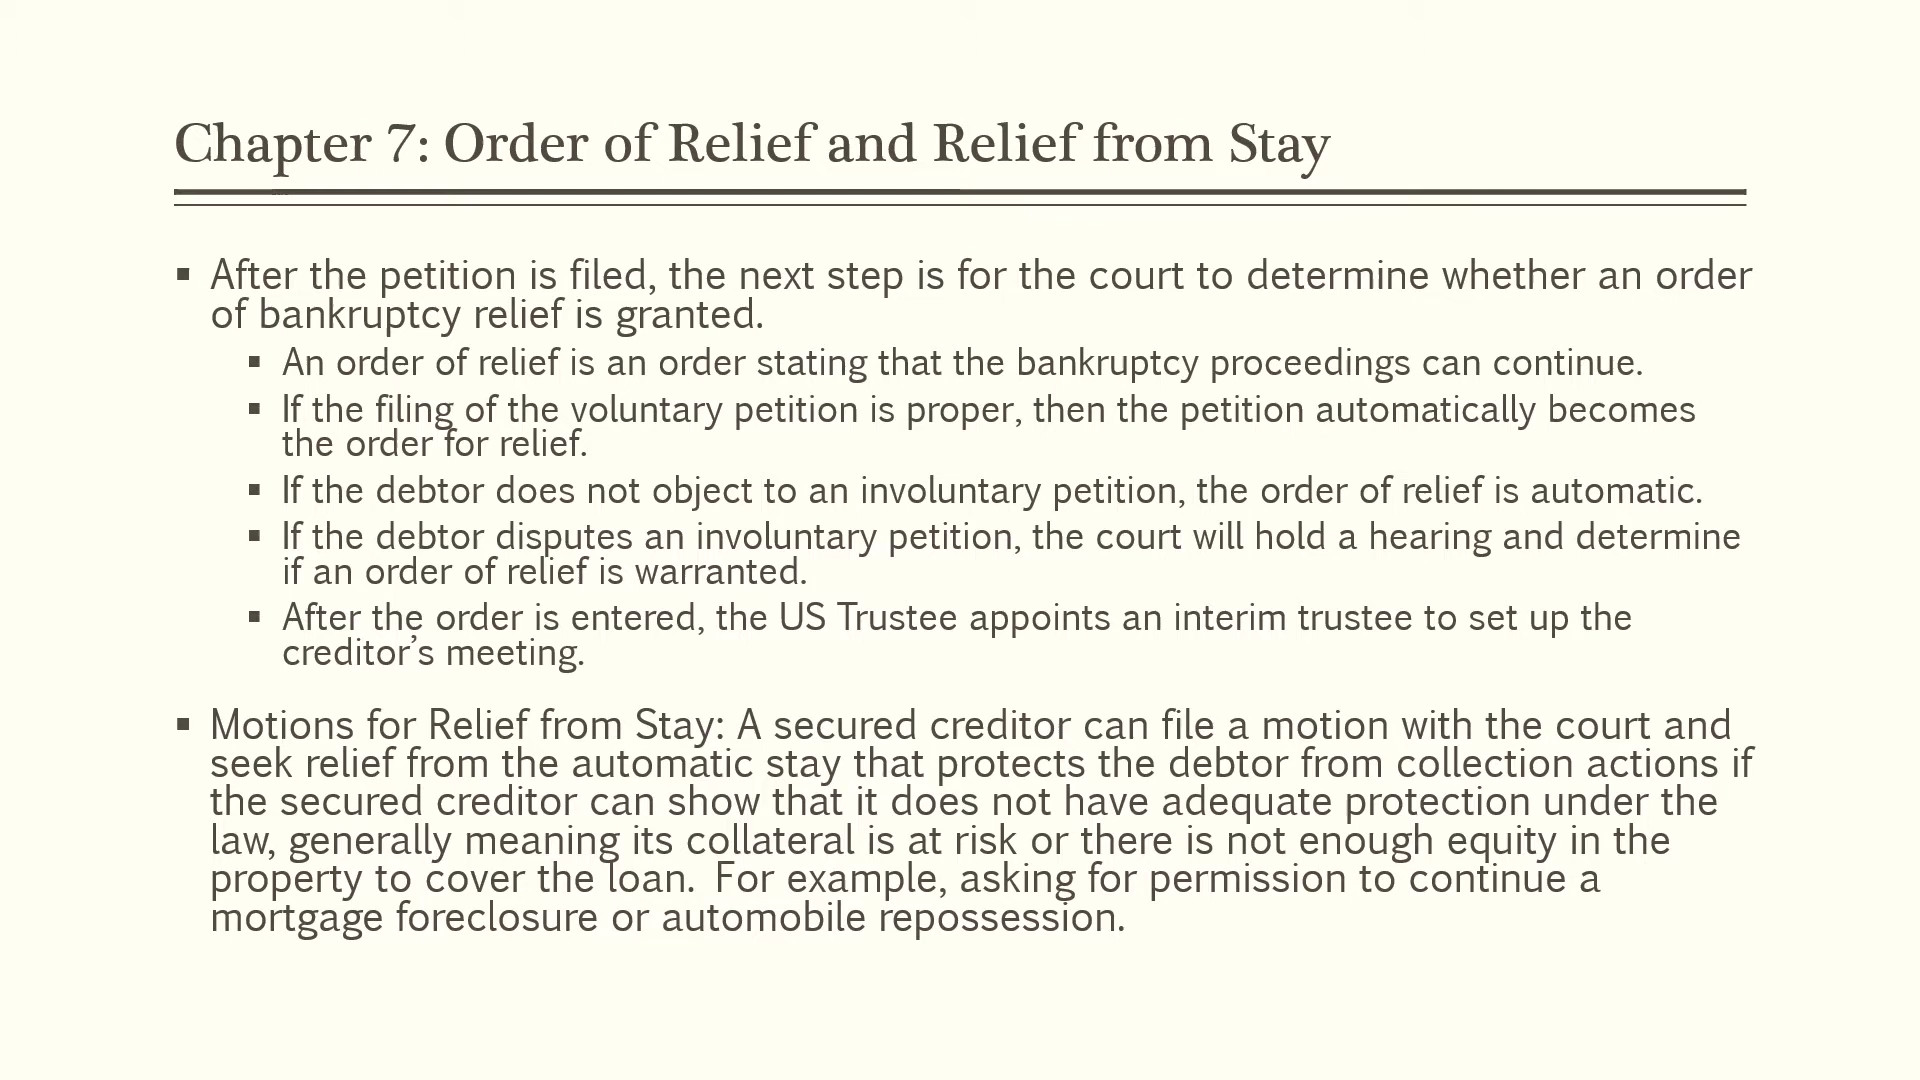 Chapter 7: Order of Relief and Relief from Stay
▪ After the petition is filed, the next step is for the court to determine whether an order
of bankruptcy relief is granted.
▪ An order of relief is an order stating that the bankruptcy proceedings can continue.
▪ If the filing of the voluntary petition is proper, then the petition automatically becomes
the order for relief.
▪ If the debtor does not object to an involuntary petition, the order of relief is automatic.
▪ If the debtor disputes an involuntary petition, the court will hold a hearing and determine
if an order of relief is warranted.
▪ After the order is entered, the US Trustee appoints an interim trustee to set up the
creditor’s meeting.
▪ Motions for Relief from Stay: A secured creditor can file a motion with the court and
seek relief from the automatic stay that protects the debtor from collection actions if
the secured creditor can show that it does not have adequate protection under the
law, generally meaning its collateral is at risk or there is not enough equity in the
property to cover the loan.  For example, asking for permission to continue a
mortgage foreclosure or automobile repossession.